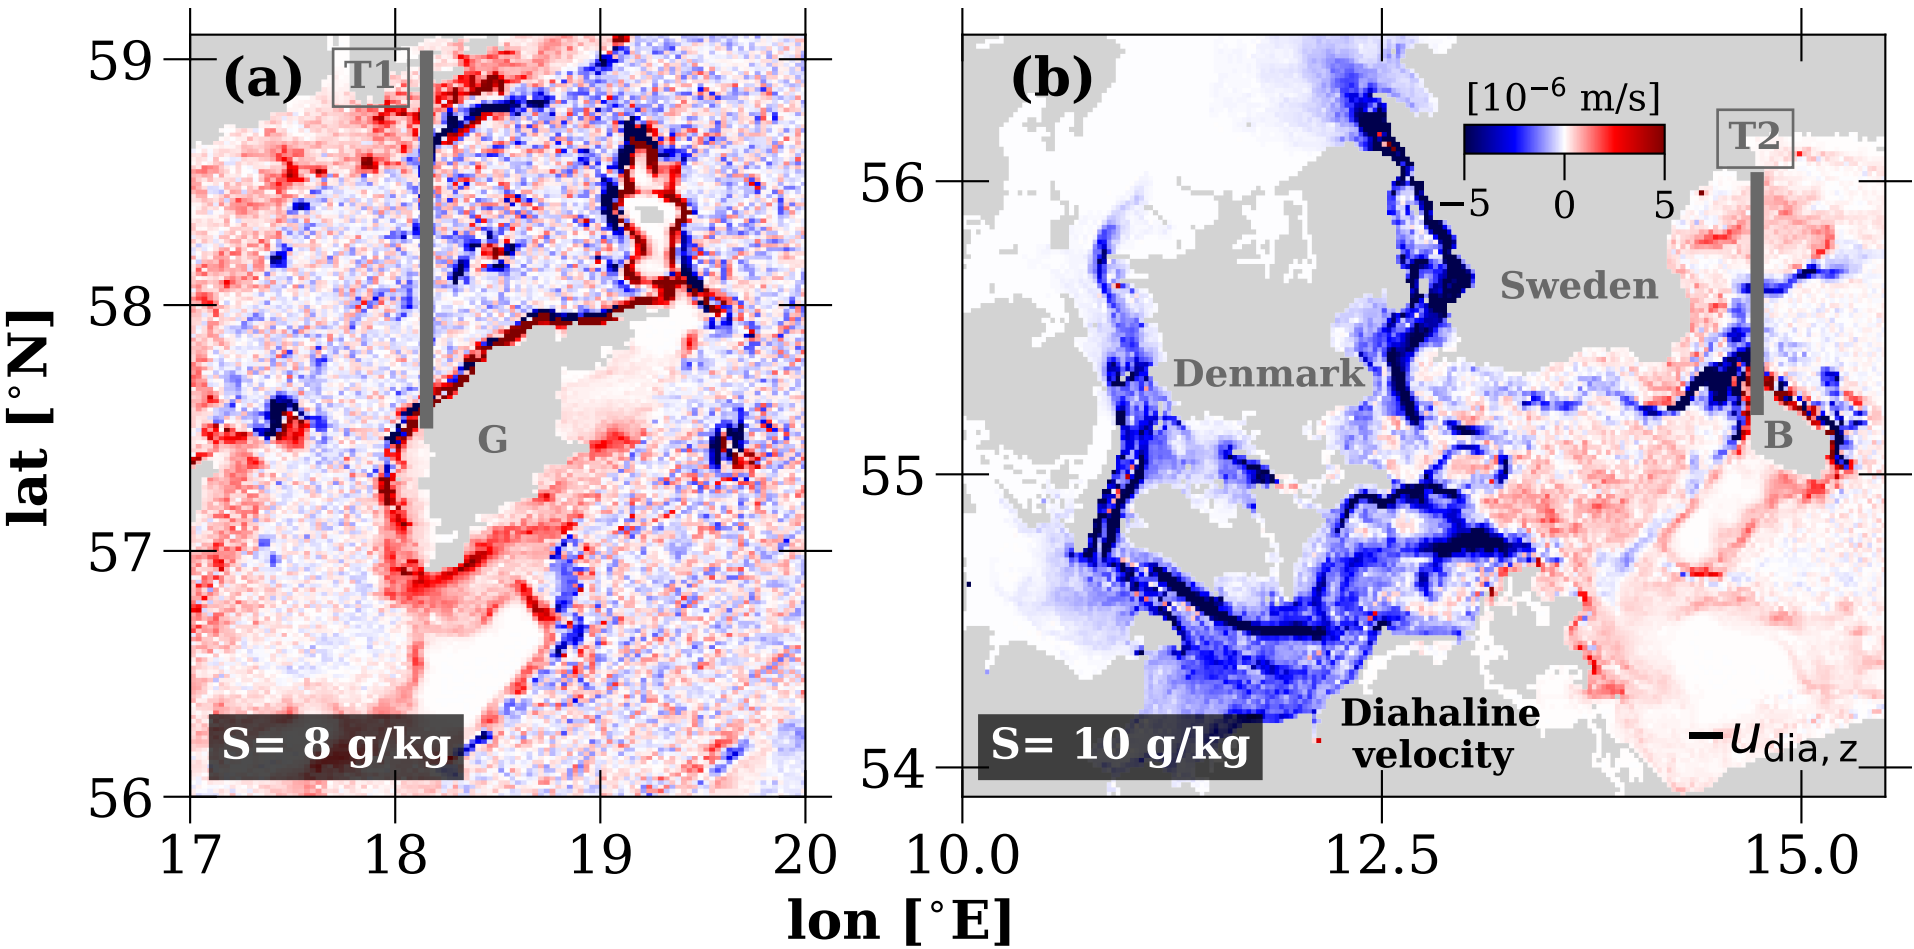 (a)
T1
G
S= 8 g/kg
59
58
57
56
17
18
19
20
lat [°N]
lon [°E]
(b)
[10⁻⁶ m/s]
−5
0
5
T2
Sweden
Denmark
B
S= 10 g/kg
Diahaline
velocity
−u_dia, z
56
55
54
10.0
12.5
15.0